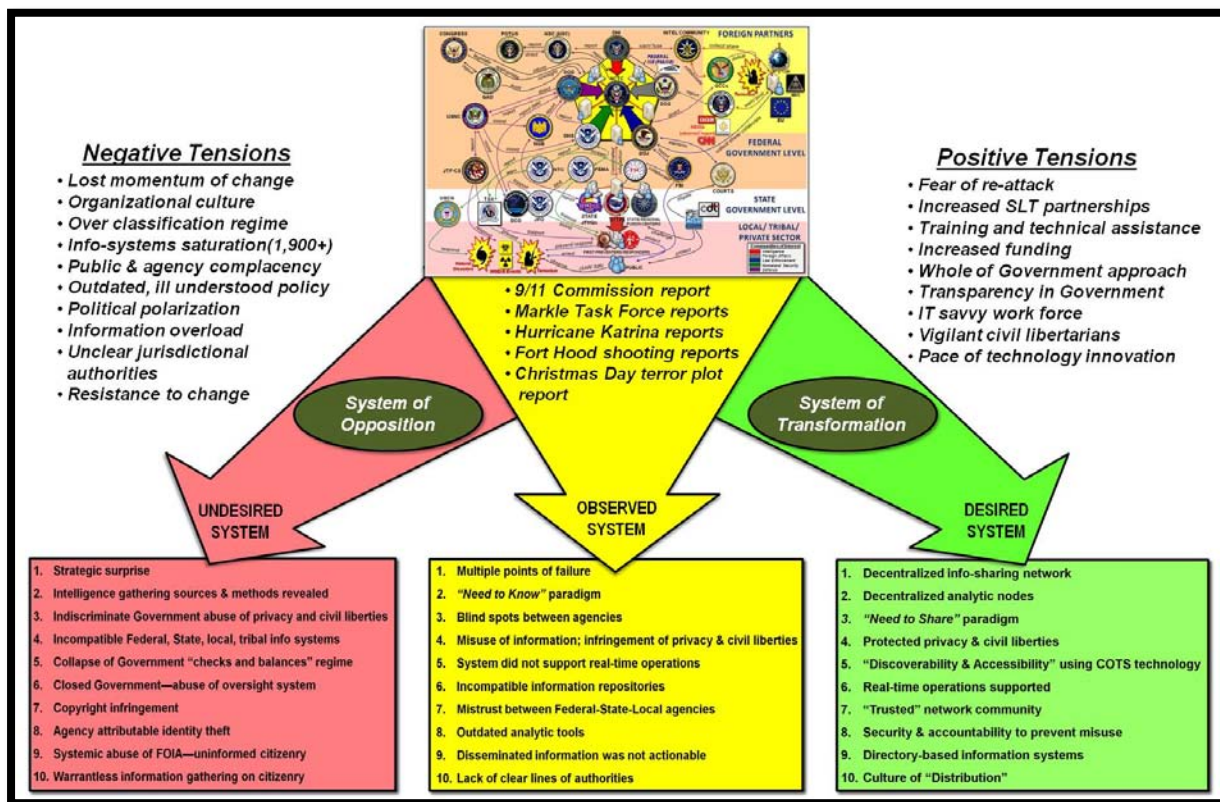 CONGRESS
POTUS
INTEL COMMUNITY
FOREIGN PARTNERS
CNN
FEDERAL
GOVERNMENT LEVEL
COURTS
STATE
GOVERNMENT LEVEL
LOCAL/ TRIBAL/
PRIVATE SECTOR
PUBLIC
Negative Tensions
• Lost momentum of change
• Organizational culture
• Over classification regime
• Info-systems saturation(1,900+)
• Public & agency complacency
• Outdated, ill understood policy
• Political polarization
• Information overload
• Unclear jurisdictional
authorities
• Resistance to change
• 9/11 Commission report
• Markle Task Force reports
• Hurricane Katrina reports
• Fort Hood shooting reports
• Christmas Day terror plot
report
Positive Tensions
• Fear of re-attack
• Increased SLT partnerships
• Training and technical assistance
• Increased funding
• Whole of Government approach
• Transparency in Government
• IT savvy work force
• Vigilant civil libertarians
• Pace of technology innovation
System of
Opposition
System of
Transformation
UNDESIRED
SYSTEM
1. Strategic surprise
2. Intelligence gathering sources & methods revealed
3. Indiscriminate Government abuse of privacy and civil liberties
4. Incompatible Federal, State, local, tribal info systems
5. Collapse of Government “checks and balances” regime
6. Closed Government—abuse of oversight system
7. Copyright infringement
8. Agency attributable identity theft
9. Systemic abuse of FOIA—uninformed citizenry
10. Warrantless information gathering on citizenry
OBSERVED
SYSTEM
1. Multiple points of failure
2. “Need to Know” paradigm
3. Blind spots between agencies
4. Misuse of information; infringement of privacy & civil liberties
5. System did not support real-time operations
6. Incompatible information repositories
7. Mistrust between Federal-State-Local agencies
8. Outdated analytic tools
9. Disseminated information was not actionable
10. Lack of clear lines of authorities
DESIRED
SYSTEM
1. Decentralized info-sharing network
2. Decentralized analytic nodes
3. “Need to Share” paradigm
4. Protected privacy & civil liberties
5. “Discoverability & Accessibility” using COTS technology
6. Real-time operations supported
7. “Trusted” network community
8. Security & accountability to prevent misuse
9. Directory-based information systems
10. Culture of “Distribution”